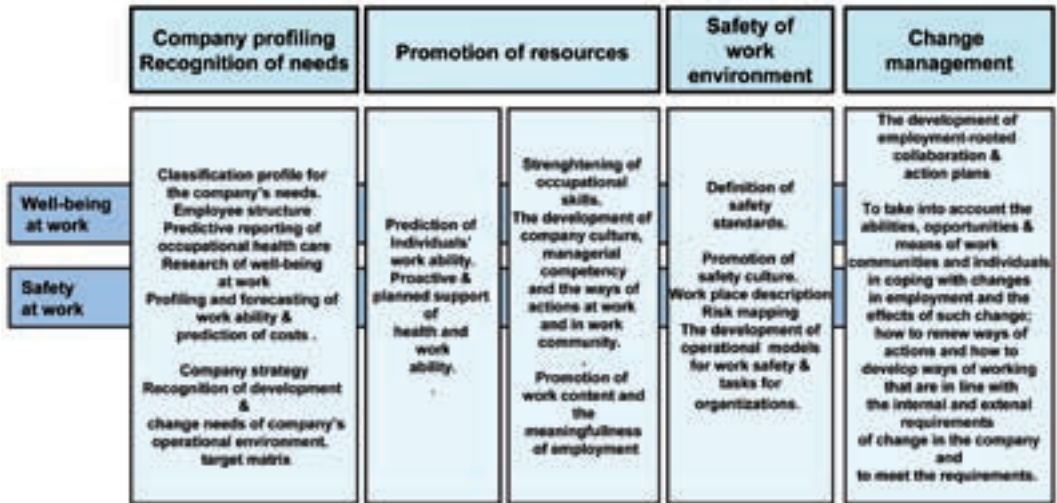 Company profiling
Recognition of needs
Promotion of resources
Safety of
work
environment
Change
management
Well-being
at work
Safety
at work
Classification profile for
the company's needs.
Employee structure
Predictive reporting of
occupational health care
Research of well-being
at work
Profiling and forecasting of
work ability &
prediction of costs .
Company strategy
Recognition of development
&
change needs of company's
operational environment,
target matrix
Prediction of
Individuals'
work ability.
Proactive &
planned support
of
health and
work
ability.
.
Strenghtening of
occupational
skills.
The development of
company culture,
managerial
competency
and the ways of
actions at work
and in work
community.
.
Promotion of
work content and
the
meaningfullness
of employment
Definition of
safety
standards.
Promotion of
safety culture.
Work place description
Risk mapping
The development of
operational models
for work safety &
tasks for
organtizations.
The development of
employment-rooted
collaboration &
action plans
To take into account the
abilities, opportunities &
means of work
communities and individuals
in coping with changes
in employment and the
effects of such change;
how to renew ways of
actions and how to
develop ways of working
that are in line with
the internal and extenal
requirements
of change in the company
and
to meet the requirements.